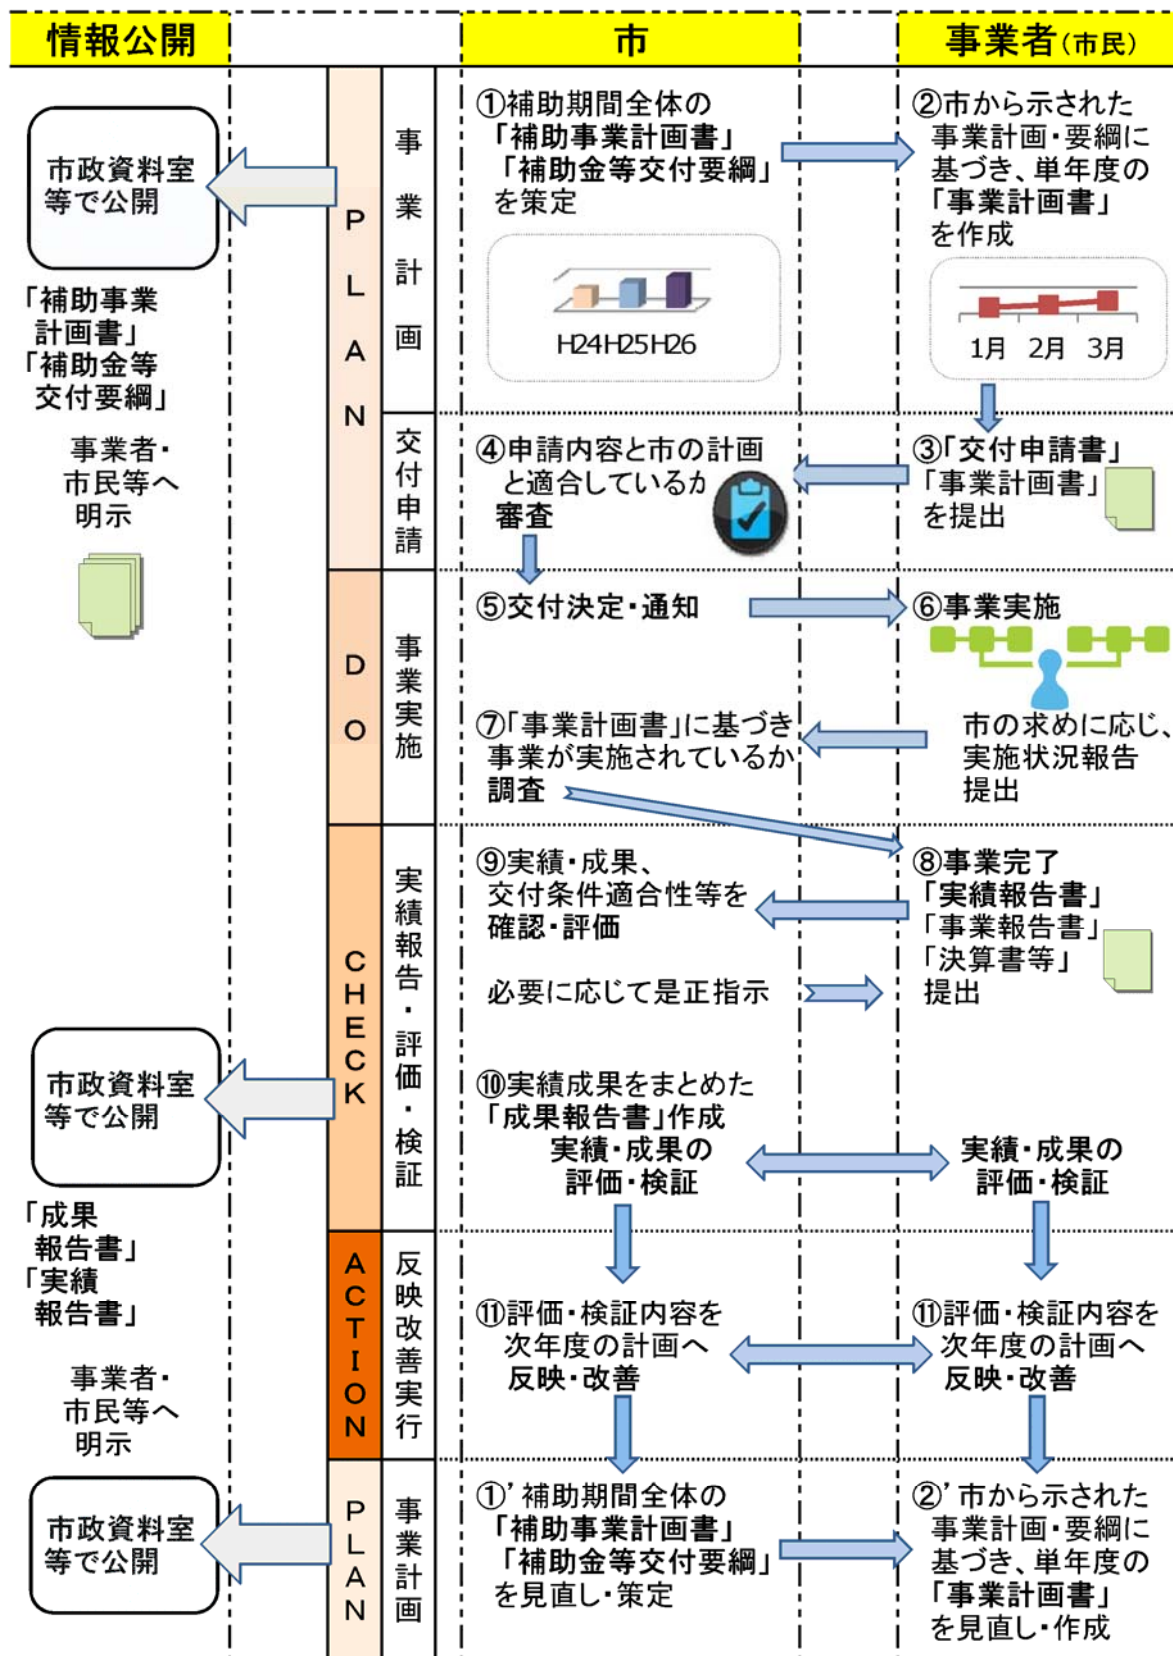 情報公開
市
事業者(市民)
市政資料室
等で公開
「補助事業
計画書」
「補助金等
交付要綱」
事業者・
市民等へ
明示
PLAN
事業計画
①補助期間全体の
「補助事業計画書」
「補助金等交付要綱」
を策定
H24 H25 H26
②市から示された
事業計画・要綱に
基づき、単年度の
「事業計画書」
を作成
1月 2月 3月
交付申請
④申請内容と市の計画
と適合しているか
審査
③「交付申請書」
「事業計画書」
を提出
DO
事業実施
⑤交付決定・通知
⑥事業実施
⑦「事業計画書」に基づき
事業が実施されているか
調査
市の求めに応じ、
実施状況報告
提出
CHECK
実績報告・評価・検証
⑨実績・成果、
交付条件適合性等を
確認・評価
必要に応じて是正指示
⑧事業完了
「実績報告書」
「事業報告書」
「決算書等」
提出
市政資料室
等で公開
⑩実績成果をまとめた
「成果報告書」作成
実績・成果の
評価・検証
実績・成果の
評価・検証
「成果
報告書」
「実績
報告書」
事業者・
市民等へ
明示
ACTION
反映改善実行
⑪評価・検証内容を
次年度の計画へ
反映・改善
⑪評価・検証内容を
次年度の計画へ
反映・改善
市政資料室
等で公開
PLAN
事業計画
①’補助期間全体の
「補助事業計画書」
「補助金等交付要綱」
を見直し・策定
②’市から示された
事業計画・要綱に
基づき、単年度の
「事業計画書」
を見直し・作成